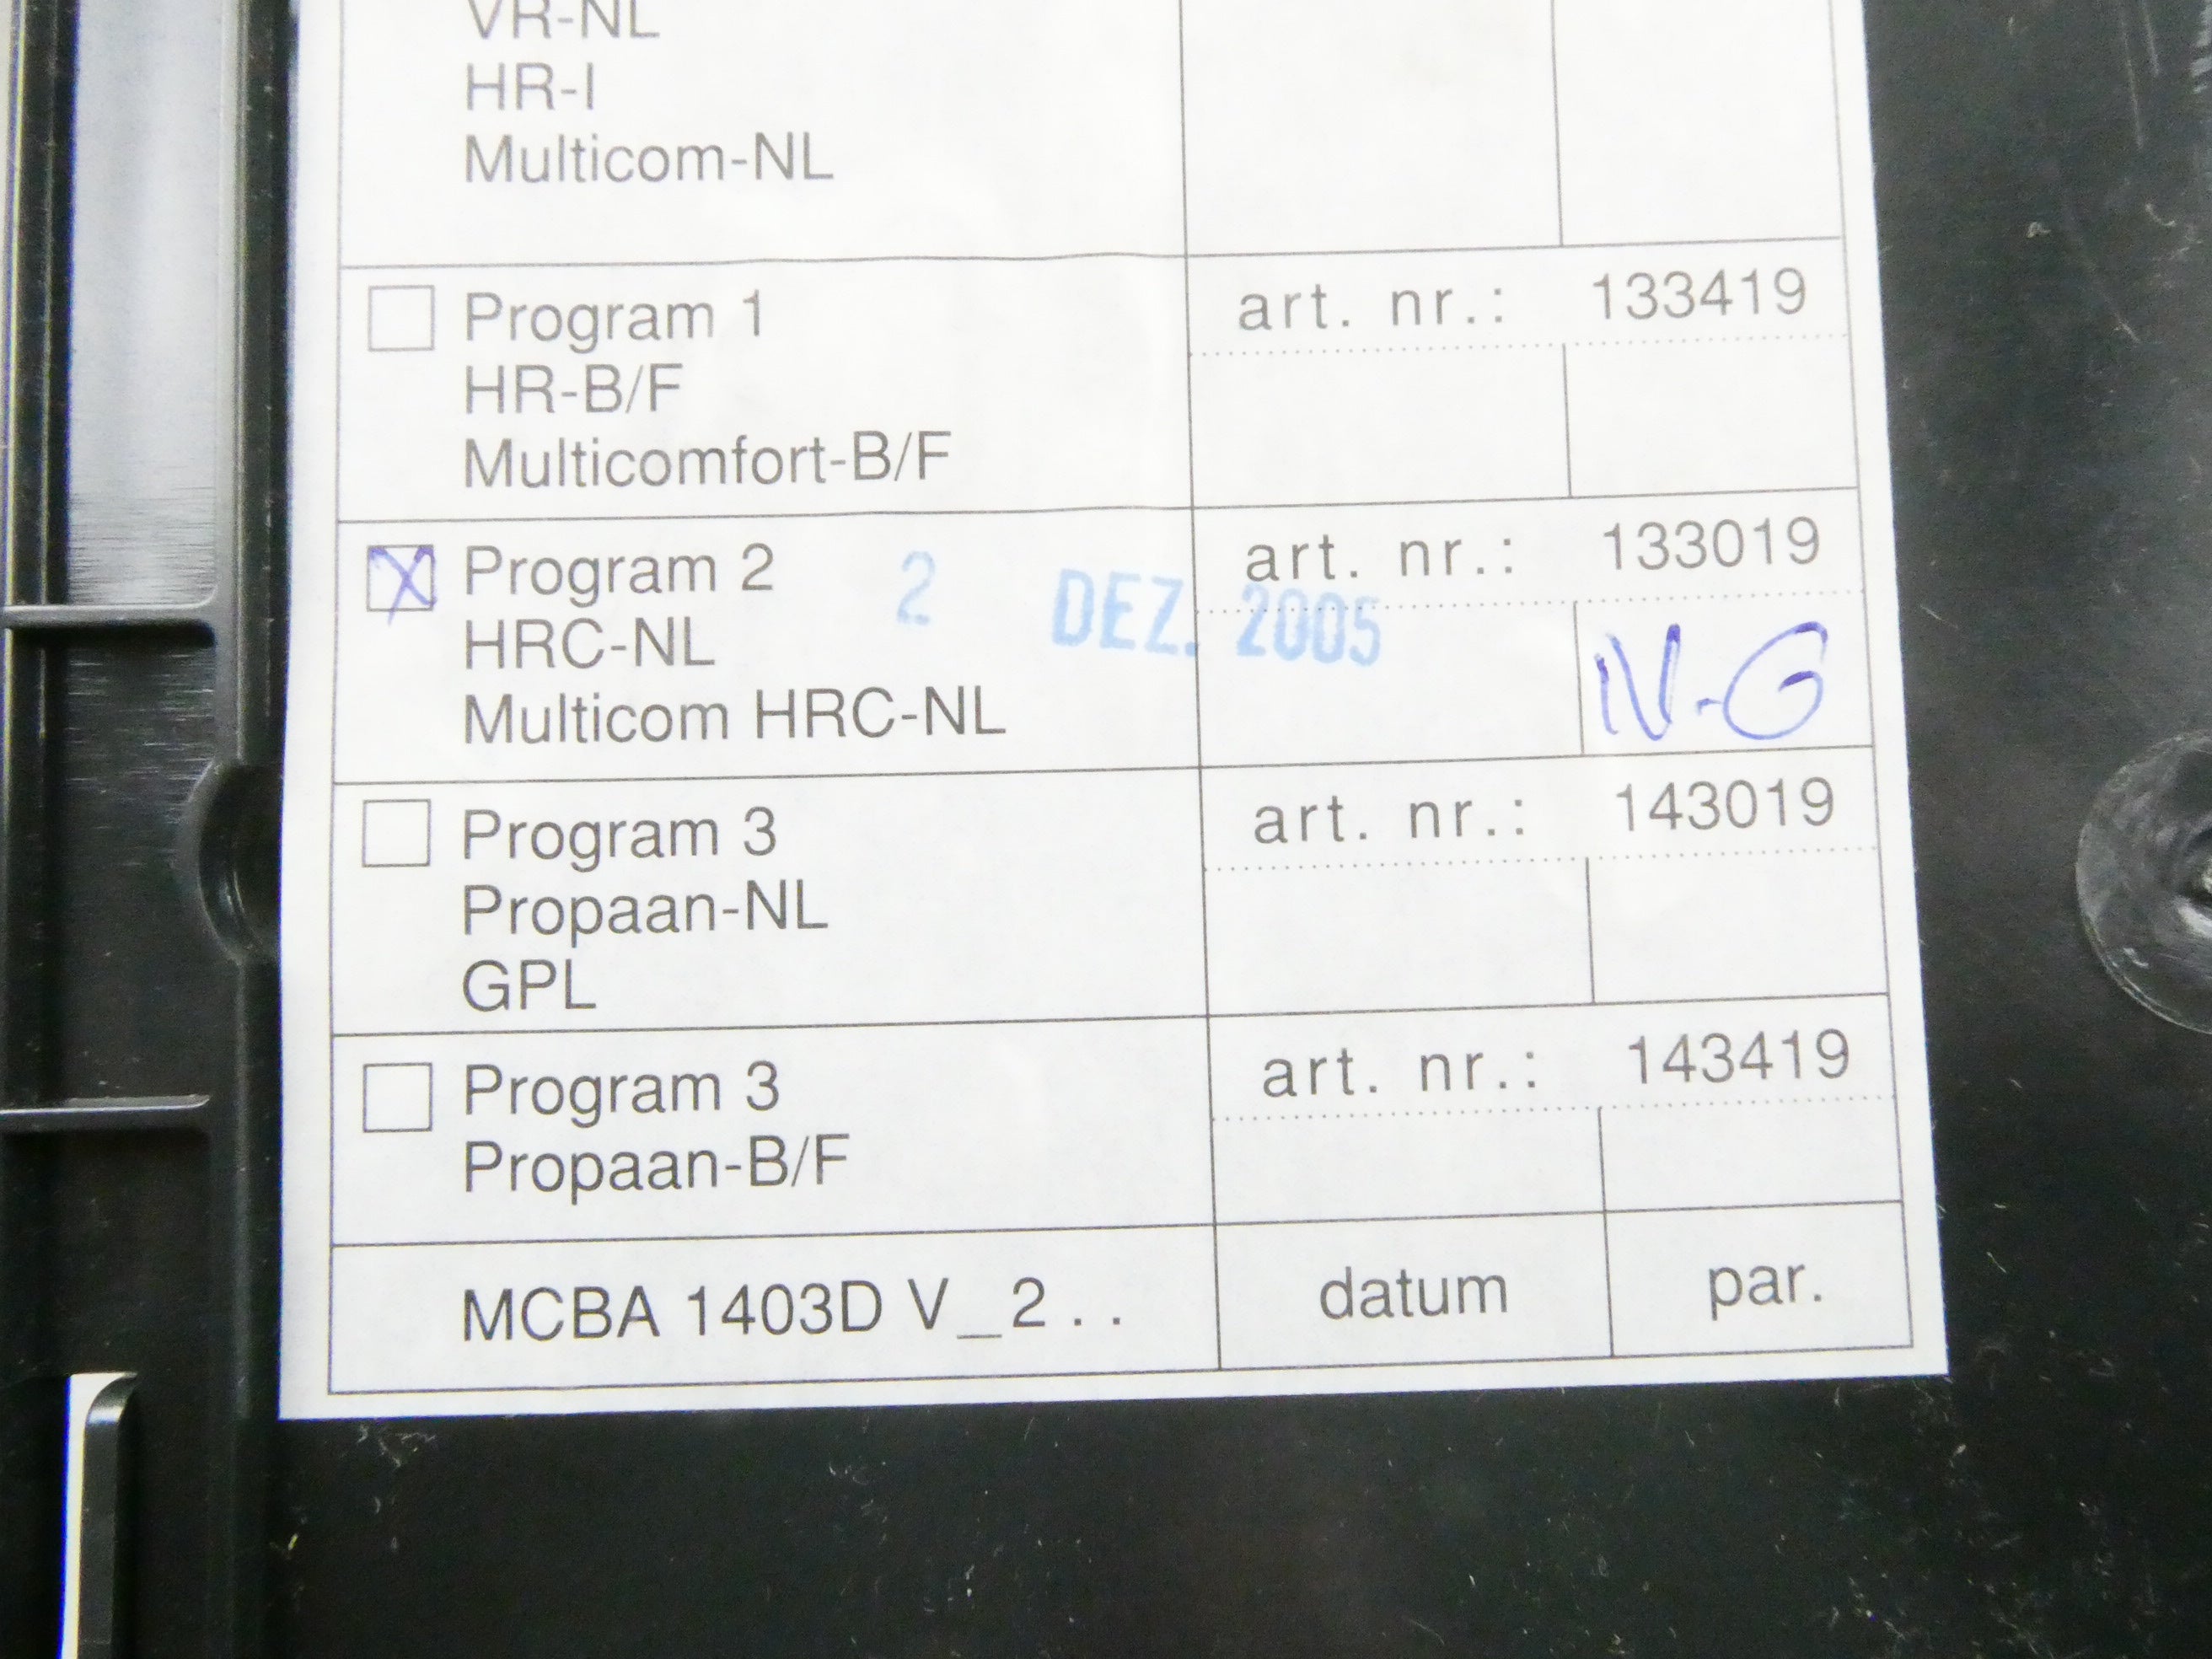 VR-NL
HR-I
Multicom-NL
Program 1 art. nr.: 133419
HR-B/F
Multicomfort-B/F
Program 2 art. nr.: 133019
2 DEZ. 2005
HRC-NL N-G
Multicom HRC-NL
Program 3 art. nr.: 143019
Propaan-NL
GPL
Program 3 art. nr.: 143419
Propaan-B/F
MCBA 1403D V_2.. datum par.